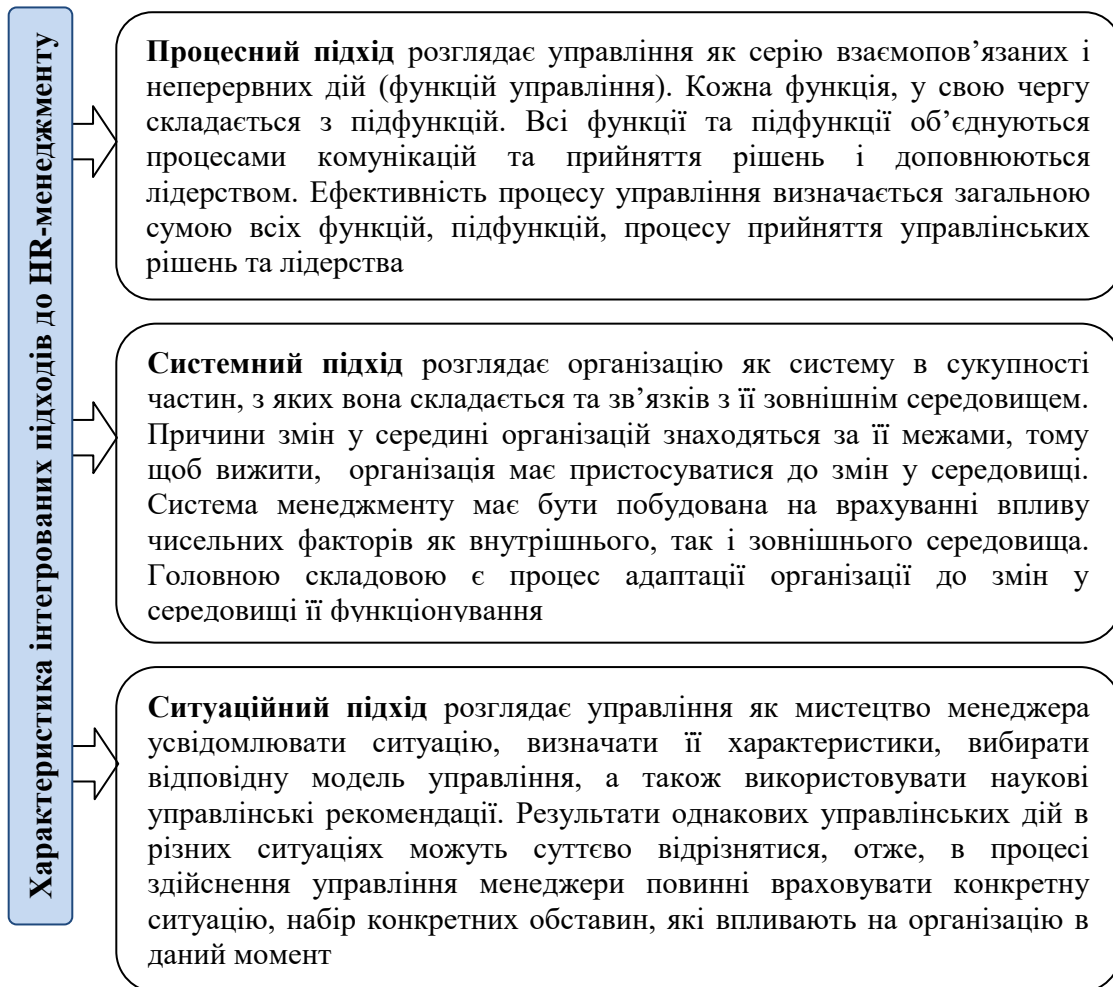 Характеристика інтегрованих підходів до HR-менеджменту
Процесний підхід розглядає управління як серію взаємопов’язаних і
неперервних дій (функцій управління). Кожна функція, у свою чергу
складається з підфункцій. Всі функції та підфункції об’єднуються
процесами комунікацій та прийняття рішень і доповнюються
лідерством. Ефективність процесу управління визначається загальною
сумою всіх функцій, підфункцій, процесу прийняття управлінських
рішень та лідерства
Системний підхід розглядає організацію як систему в сукупності
частин, з яких вона складається та зв’язків з її зовнішнім середовищем.
Причини змін у середині організацій знаходяться за її межами, тому
щоб вижити, організація має пристосуватися до змін у середовищі.
Система менеджменту має бути побудована на врахуванні впливу
чисельних факторів як внутрішнього, так і зовнішнього середовища.
Головною складовою є процес адаптації організації до змін у
середовищі її функціонування
Ситуаційний підхід розглядає управління як мистецтво менеджера
усвідомлювати ситуацію, визначати її характеристики, вибирати
відповідну модель управління, а також використовувати наукові
управлінські рекомендації. Результати однакових управлінських дій в
різних ситуаціях можуть суттєво відрізнятися, отже, в процесі
здійснення управління менеджери повинні враховувати конкретну
ситуацію, набір конкретних обставин, які впливають на організацію в
даний момент